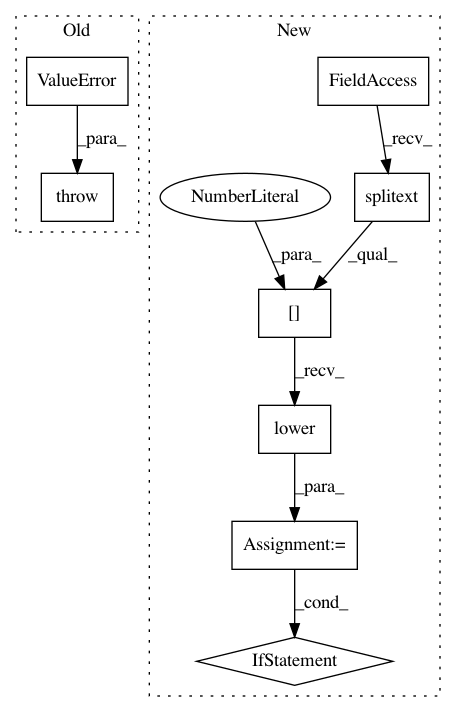 Old
New
ValueError
FieldAccess
_para_
_recv_
throw
NumberLiteral
splitext
_para_
_qual_
[]
_recv_
lower
_para_
Assignment:=
_cond_
IfStatement